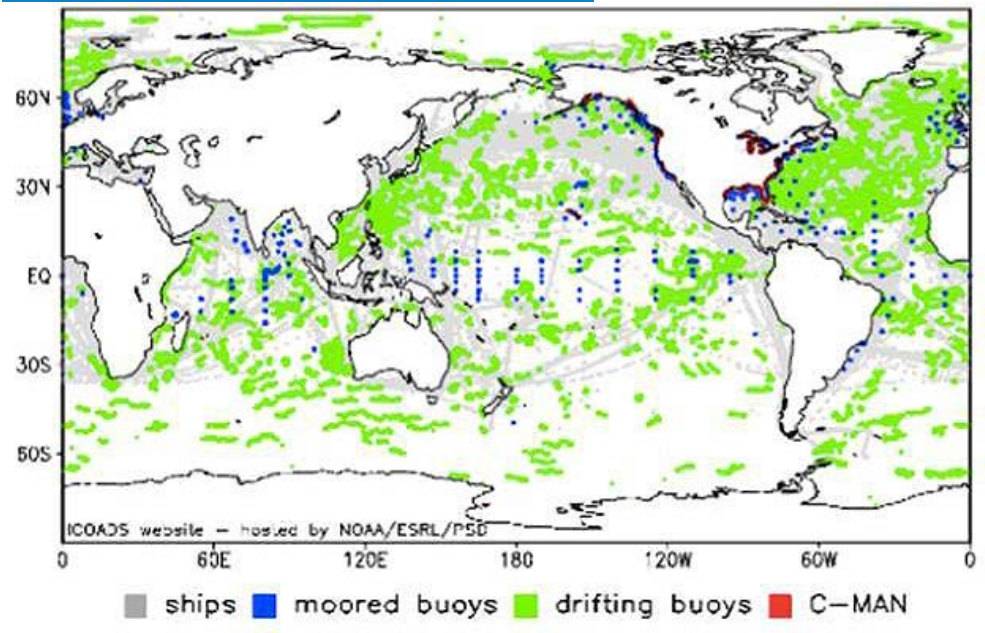 60N
30N
EQ
30S
60S
ICOADS website – hosted by NOAA/ESRL/PSD
0 60E 120E 180 120W 60W 0
ships moored buoys drifting buoys C-MAN